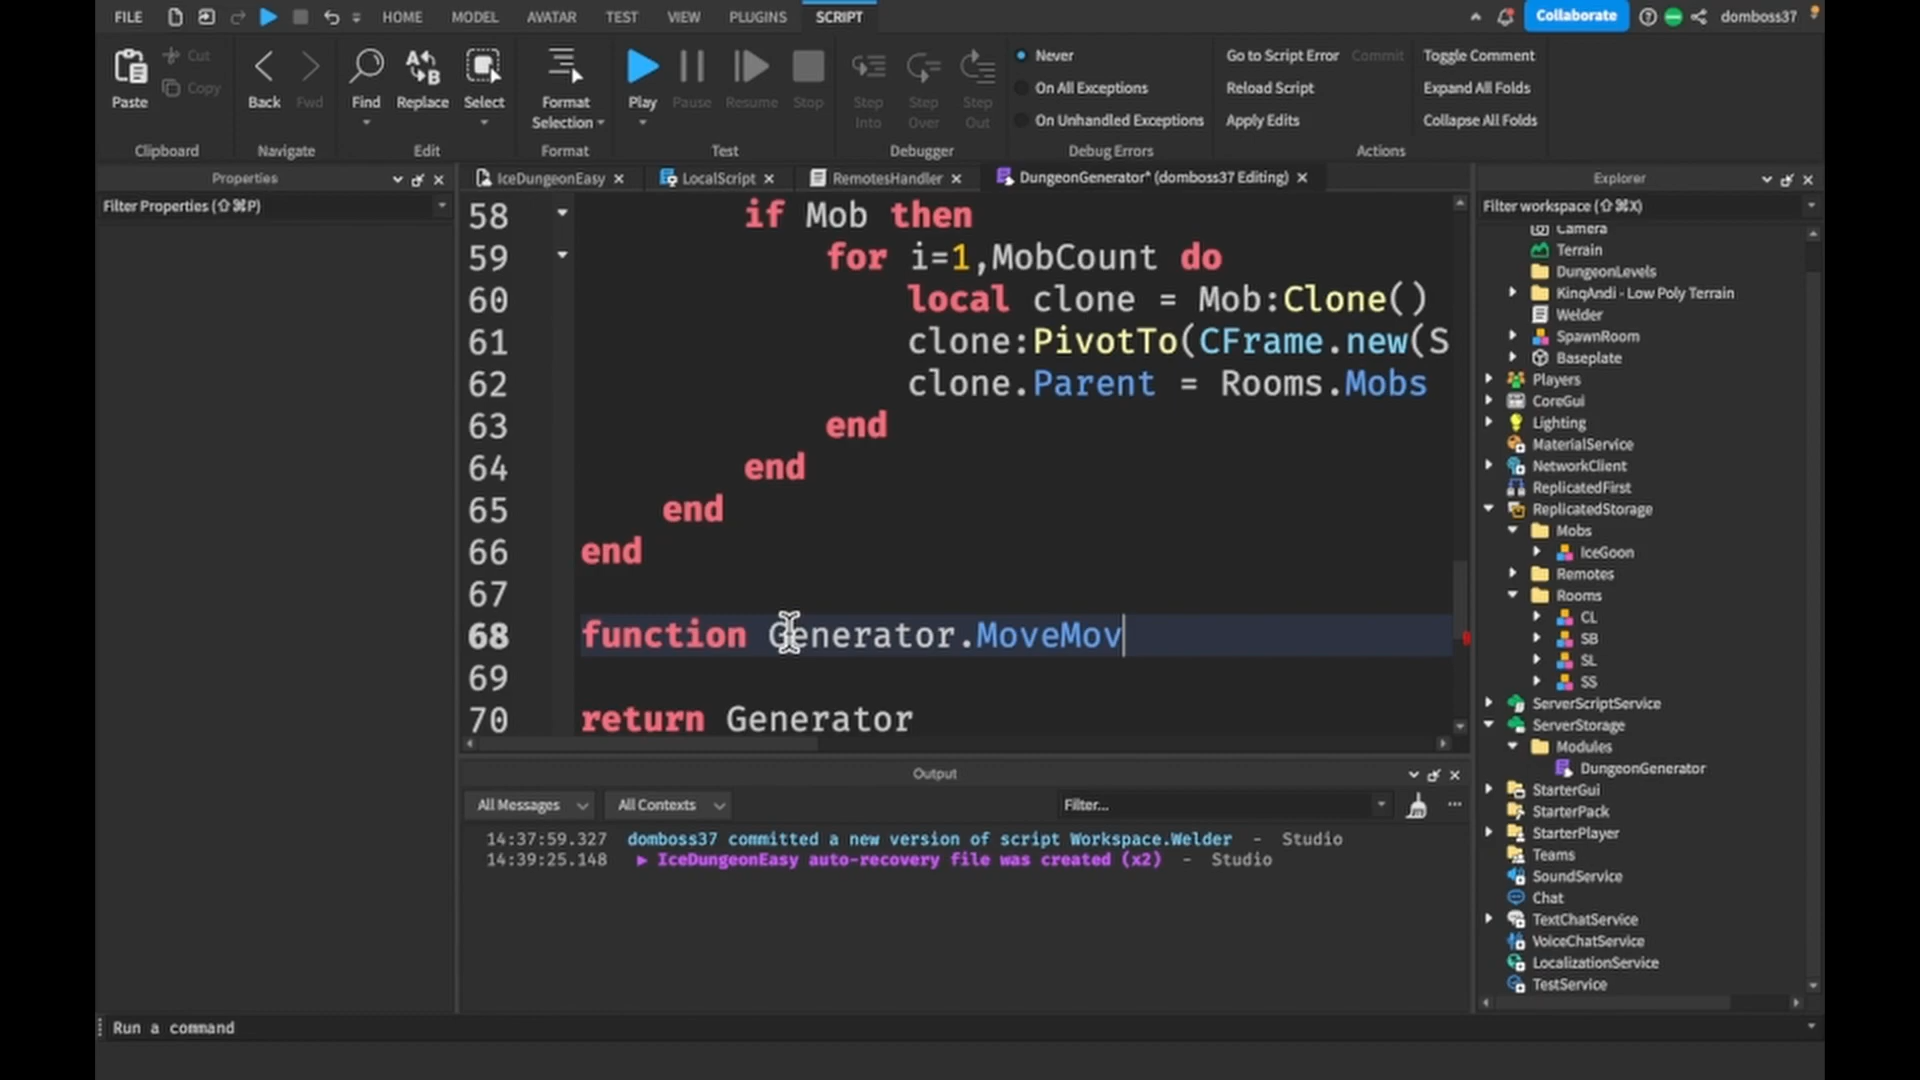 FILE HOME MODEL AVATAR TEST VIEW PLUGINS SCRIPT Collaborate domboss37
Paste Cut Copy Back Fwd Find Replace Select Format Selection Play Pause Resume Stop Step Into Step Over Step Out
Never
On All Exceptions
On Unhandled Exceptions
Go to Script Error Commit
Reload Script
Apply Edits
Toggle Comment
Expand All Folds
Collapse All Folds
Clipboard Navigate Edit Format Test Debugger Debug Errors Actions
Properties
Filter Properties (⇧⌘P)
IceDungeonEasy LocalScript RemotesHandler DungeonGenerator* (domboss37 Editing)
58 if Mob then
59 for i=1,MobCount do
60 local clone = Mob:Clone()
61 clone:PivotTo(CFrame.new(S
62 clone.Parent = Rooms.Mobs
63 end
64 end
65 end
66 end
67
68 function Generator.MoveMov
69
70 return Generator
Output
All Messages All Contexts Filter...
14:37:59.327 domboss37 committed a new version of script Workspace.Welder - Studio
14:39:25.148 ▶ IceDungeonEasy auto-recovery file was created (x2) - Studio
Explorer
Filter workspace (⇧⌘X)
Camera
Terrain
DungeonLevels
KinqAndi - Low Poly Terrain
Welder
SpawnRoom
Baseplate
Players
CoreGui
Lighting
MaterialService
NetworkClient
ReplicatedFirst
ReplicatedStorage
Mobs
IceGoon
Remotes
Rooms
CL
SB
SL
SS
ServerScriptService
ServerStorage
Modules
DungeonGenerator
StarterGui
StarterPack
StarterPlayer
Teams
SoundService
Chat
TextChatService
VoiceChatService
LocalizationService
TestService
Run a command